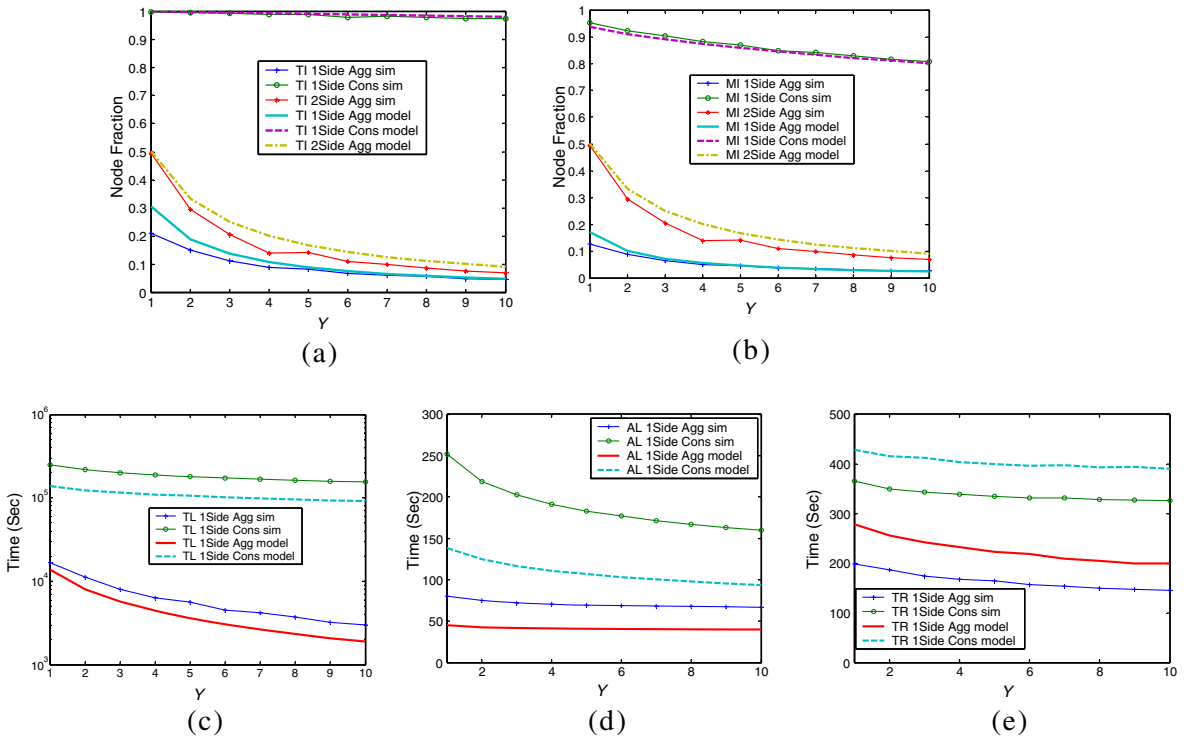 1
0.9
0.8
0.7
0.6
0.5
0.4
0.3
0.2
0.1
0
Node Fraction
TI 1Side Agg sim
TI 1Side Cons sim
TI 2Side Agg sim
TI 1Side Agg model
TI 1Side Cons model
TI 2Side Agg model
1 2 3 4 5 6 7 8 9 10
Y
(a)
1
0.9
0.8
0.7
0.6
0.5
0.4
0.3
0.2
0.1
0
Node Fraction
MI 1Side Agg sim
MI 1Side Cons sim
MI 2Side Agg sim
MI 1Side Agg model
MI 1Side Cons model
MI 2Side Agg model
1 2 3 4 5 6 7 8 9 10
Y
(b)
10^6
10^5
10^4
10^3
Time (Sec)
TL 1Side Agg sim
TL 1Side Cons sim
TL 1Side Agg model
TL 1Side Cons model
1 2 3 4 5 6 7 8 9 10
Y
(c)
300
250
200
150
100
50
0
Time (Sec)
AL 1Side Agg sim
AL 1Side Cons sim
AL 1Side Agg model
AL 1Side Cons model
2 4 6 8 10
Y
(d)
500
400
300
200
100
0
Time (Sec)
TR 1Side Agg sim
TR 1Side Cons sim
TR 1Side Agg model
TR 1Side Cons model
2 4 6 8 10
Y
(e)